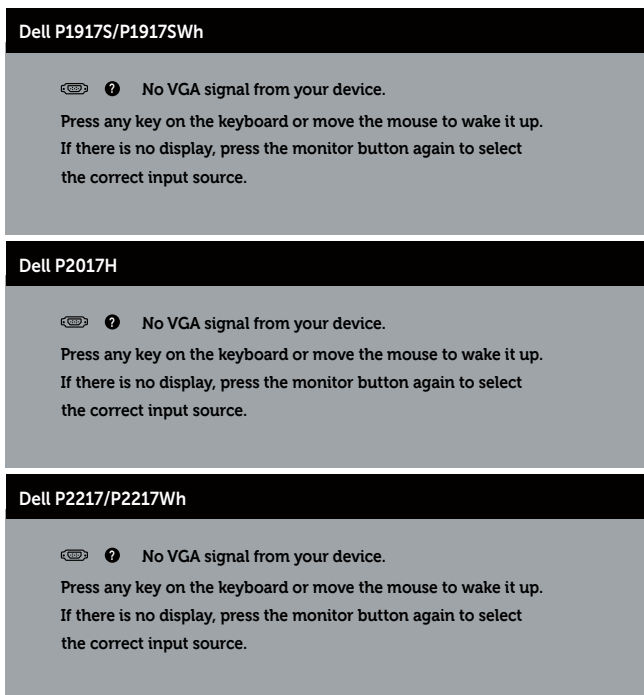 Dell P1917S/P1917SWh
No VGA signal from your device.
Press any key on the keyboard or move the mouse to wake it up.
If there is no display, press the monitor button again to select
the correct input source.
Dell P2017H
No VGA signal from your device.
Press any key on the keyboard or move the mouse to wake it up.
If there is no display, press the monitor button again to select
the correct input source.
Dell P2217/P2217Wh
No VGA signal from your device.
Press any key on the keyboard or move the mouse to wake it up.
If there is no display, press the monitor button again to select
the correct input source.